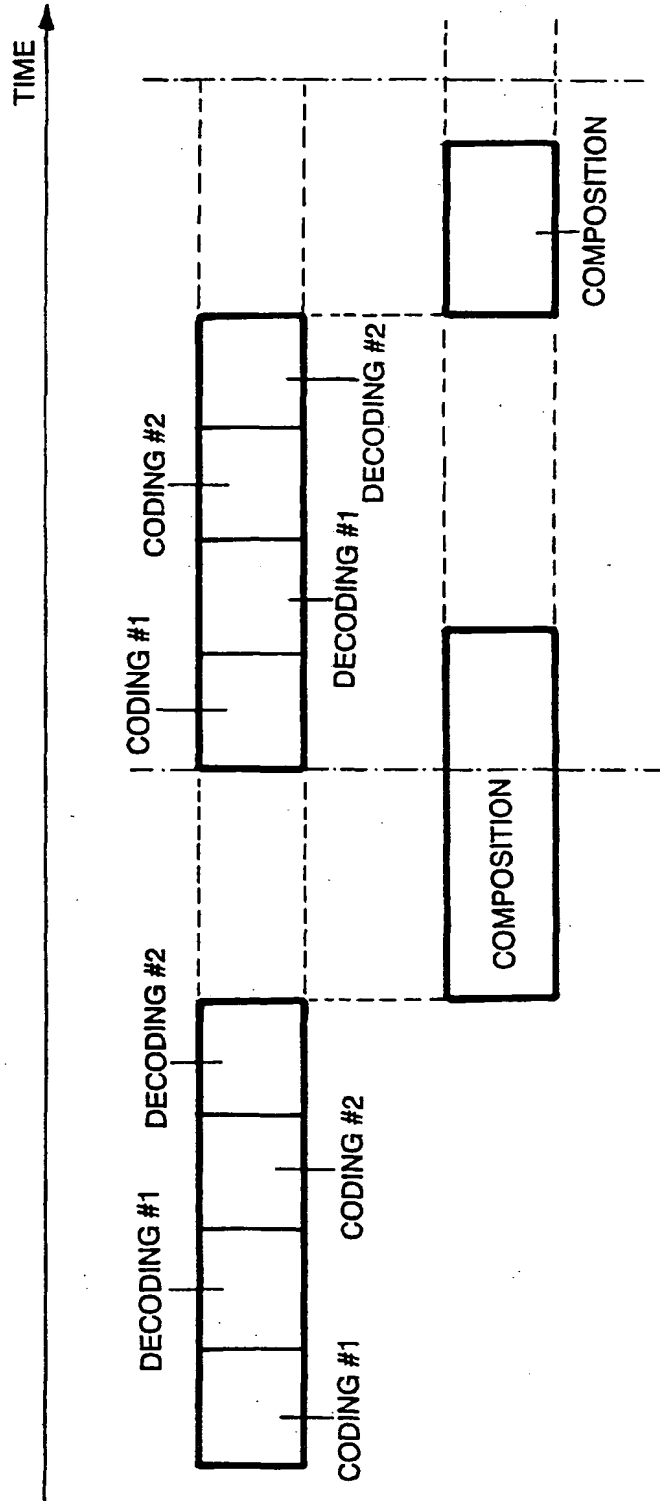 TIME
DECODING #1
DECODING #2
CODING #1
CODING #2
CODING #1
CODING #2
DECODING #1
DECODING #2
COMPOSITION
COMPOSITION